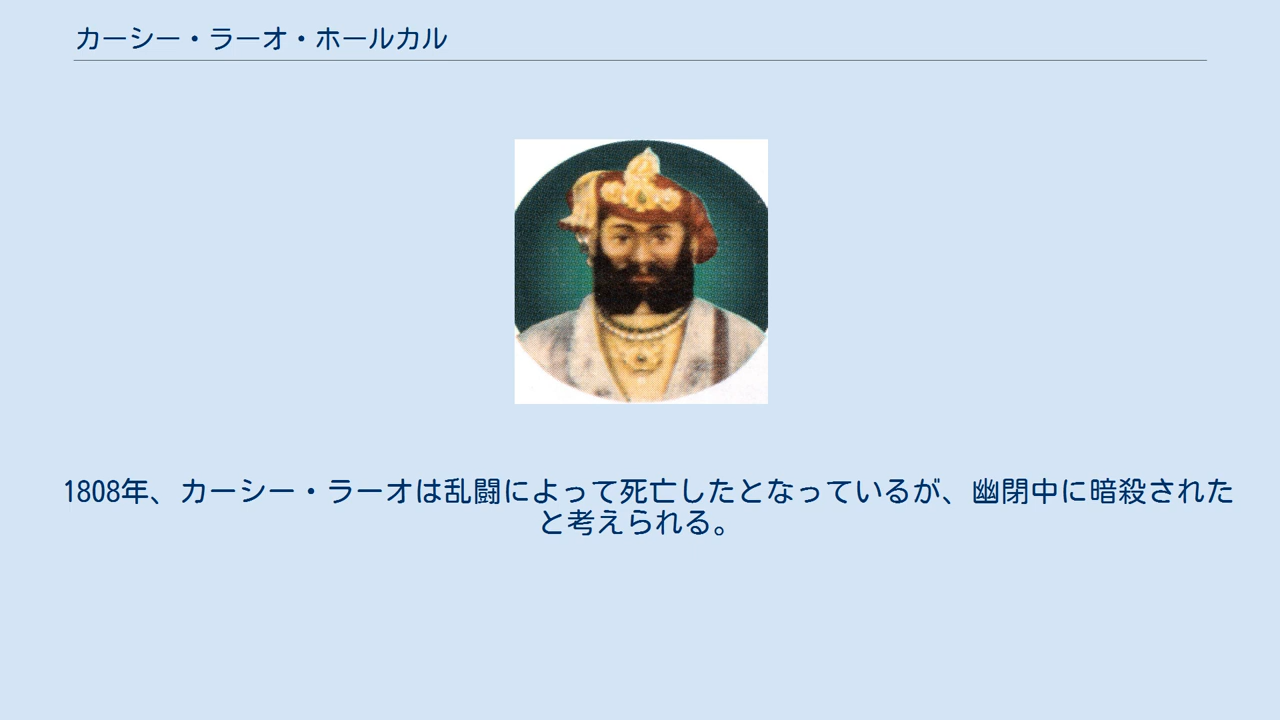 カーシー・ラーオ・ホールカル
1808年、カーシー・ラーオは乱闘によって死亡したとなっているが、幽閉中に暗殺された
と考えられる。